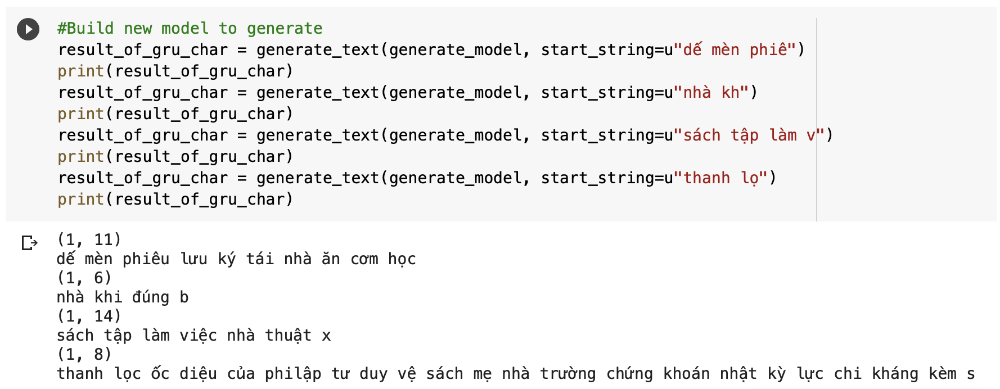 #Build new model to generate
result_of_gru_char = generate_text(generate_model, start_string=u"dế mèn phiê")
print(result_of_gru_char)
result_of_gru_char = generate_text(generate_model, start_string=u"nhà kh")
print(result_of_gru_char)
result_of_gru_char = generate_text(generate_model, start_string=u"sách tập làm v")
print(result_of_gru_char)
result_of_gru_char = generate_text(generate_model, start_string=u"thanh lọ")
print(result_of_gru_char)
(1, 11)
dế mèn phiêu lưu ký tái nhà ăn cơm học
(1, 6)
nhà khi đúng b
(1, 14)
sách tập làm việc nhà thuật x
(1, 8)
thanh lọc ốc diệu của philập tư duy vệ sách mẹ nhà trường chứng khoán nhật kỳ lực chi kháng kèm s